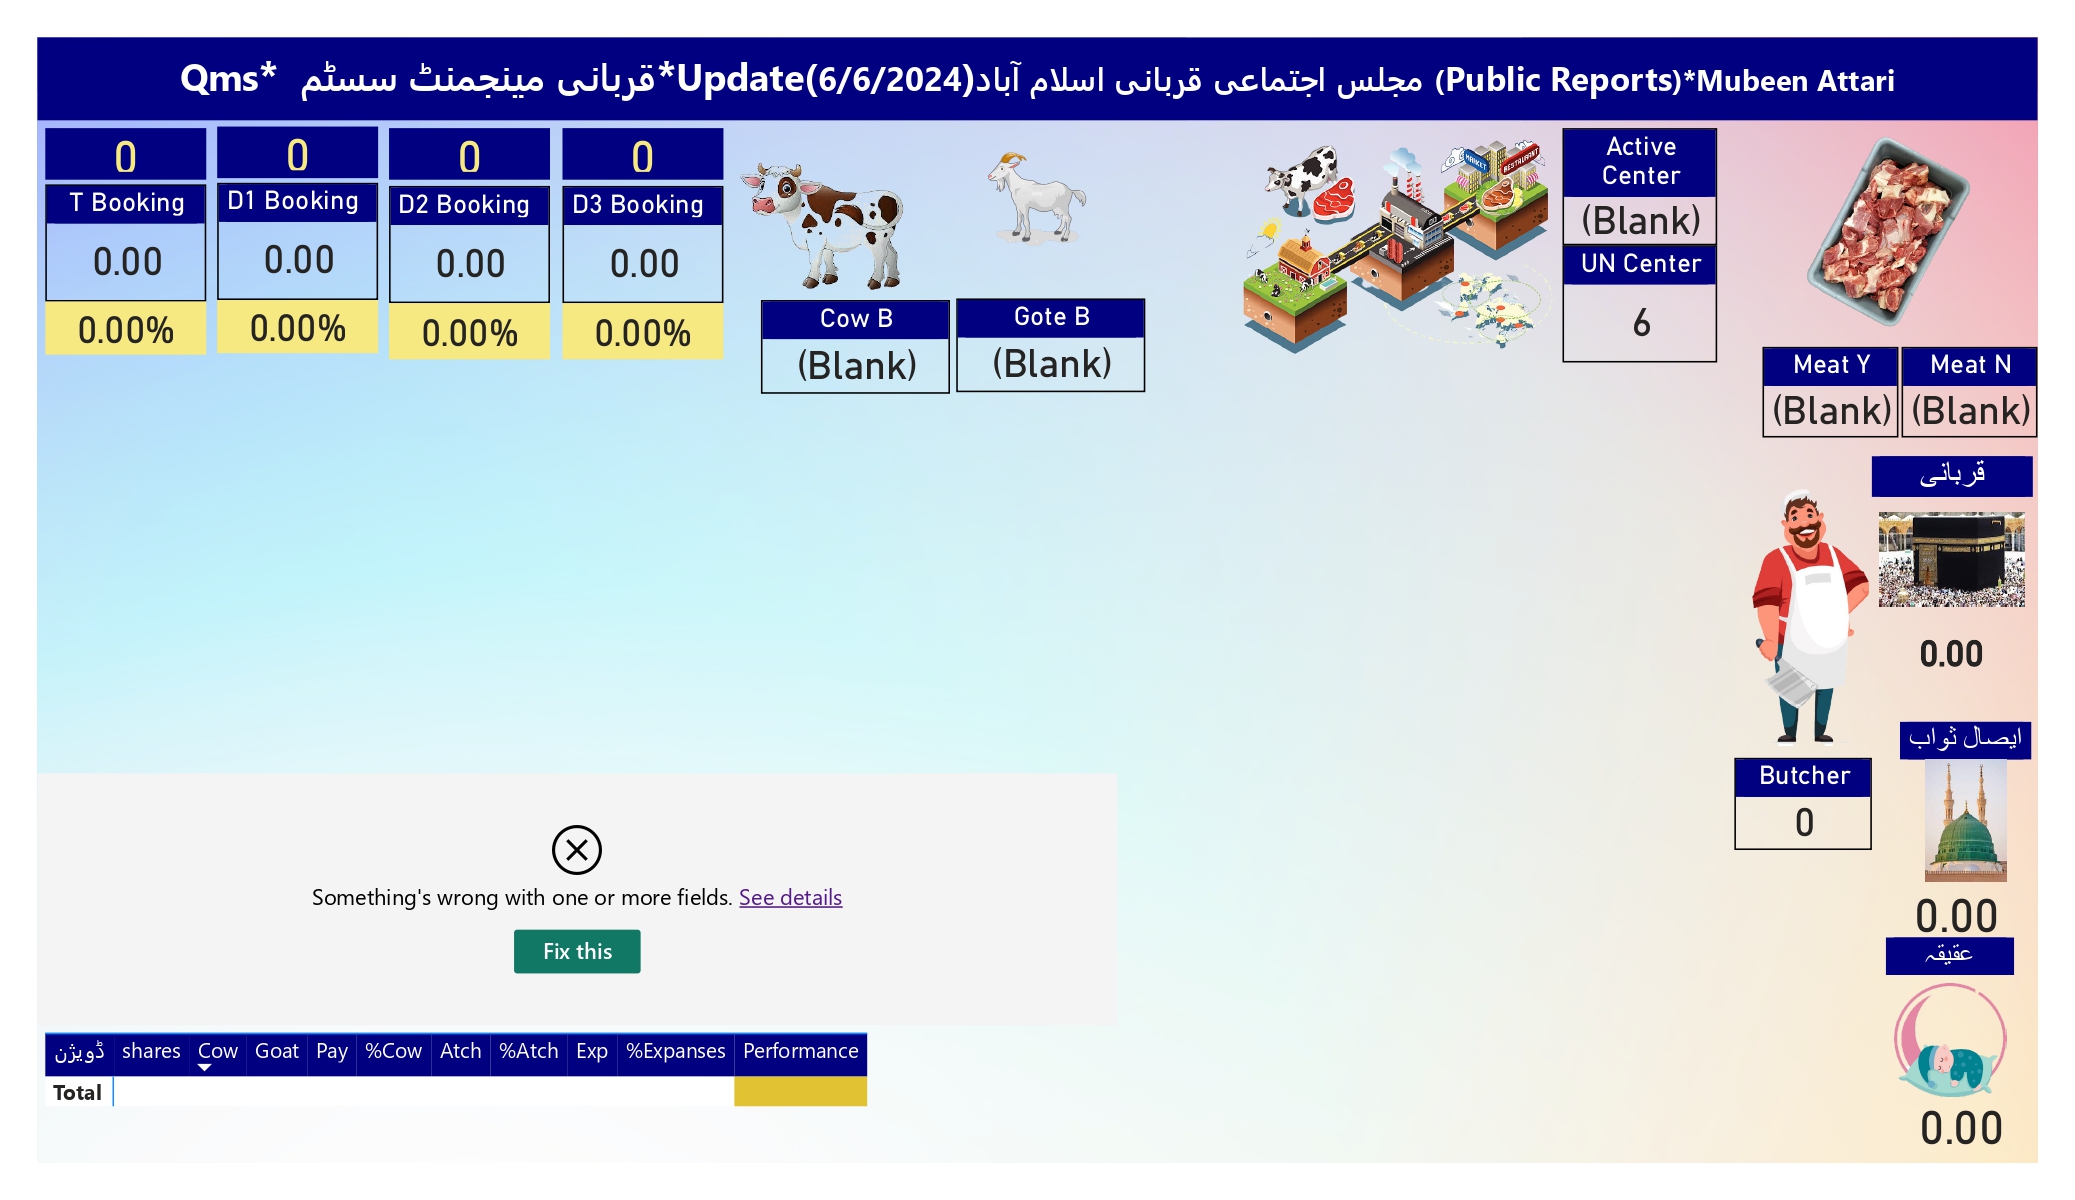 Qms* قربانی مینجمنٹ سسٹم*Update(6/6/2024)مجلس اجتماعی قربانی اسلام آباد (Public Reports)*Mubeen Attari
0
T Booking
0.00
0.00%
0
D1 Booking
0.00
0.00%
0
D2 Booking
0.00
0.00%
0
D3 Booking
0.00
0.00%
Cow B
(Blank)
Gote B
(Blank)
MARKET
RESTAURANT
Active
Center
(Blank)
UN Center
6
Meat Y
(Blank)
Meat N
(Blank)
قربانی
0.00
ایصال ثواب
0.00
Butcher
0
عقیقہ
0.00
Something's wrong with one or more fields. See details
Fix this
ڈویژن shares Cow Goat Pay %Cow Atch %Atch Exp %Expanses Performance
Total